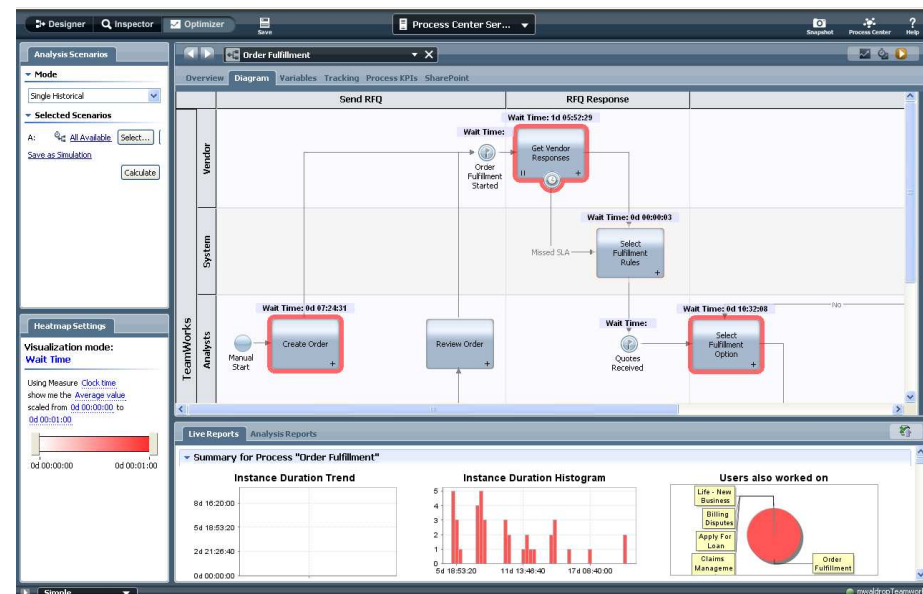 Designer Inspector Optimizer
Save
Process Center Ser...
Snapshot Process Center Help
Analysis Scenarios
Mode
Single Historical
Selected Scenarios
A: All Available Select...
Save as Simulation
Calculate
Heatmap Settings
Visualization mode:
Wait Time
Using Measure Clock time
show me the Average value
scaled from 0d 00:00:00 to
0d 00:01:00
0d 00:00:00 0d 00:01:00
Order Fulfillment
Overview Diagram Variables Tracking Process KPIs SharePoint
Send RFQ RFQ Response
TeamWorks
Vendor
Wait Time: 1d 05:52:29
Wait Time:
Get Vendor
Responses
Order
Fulfillment
Started
System
Wait Time: 0d 00:00:03
Missed SLA
Select
Fulfillment
Rules
Analysts
Wait Time: 0d 07:24:31
Manual
Start
Create Order
Review Order
Wait Time:
Quotes
Received
Wait Time: 0d 10:32:08
No
Select
Fulfillment
Option
Live Reports Analysis Reports
Summary for Process "Order Fulfillment"
Instance Duration Trend
8d 16:20:00
5d 18:53:20
2d 21:26:40
0d 00:00:00
Instance Duration Histogram
5
4
3
2
1
0
5d 18:53:20 11d 13:46:40 17d 08:40:00
Users also worked on
Life - New
Business
Billing
Disputes
Apply For
Loan
Claims
Manageme
Order
Fulfillment
Simple
mwaldropTeamwor